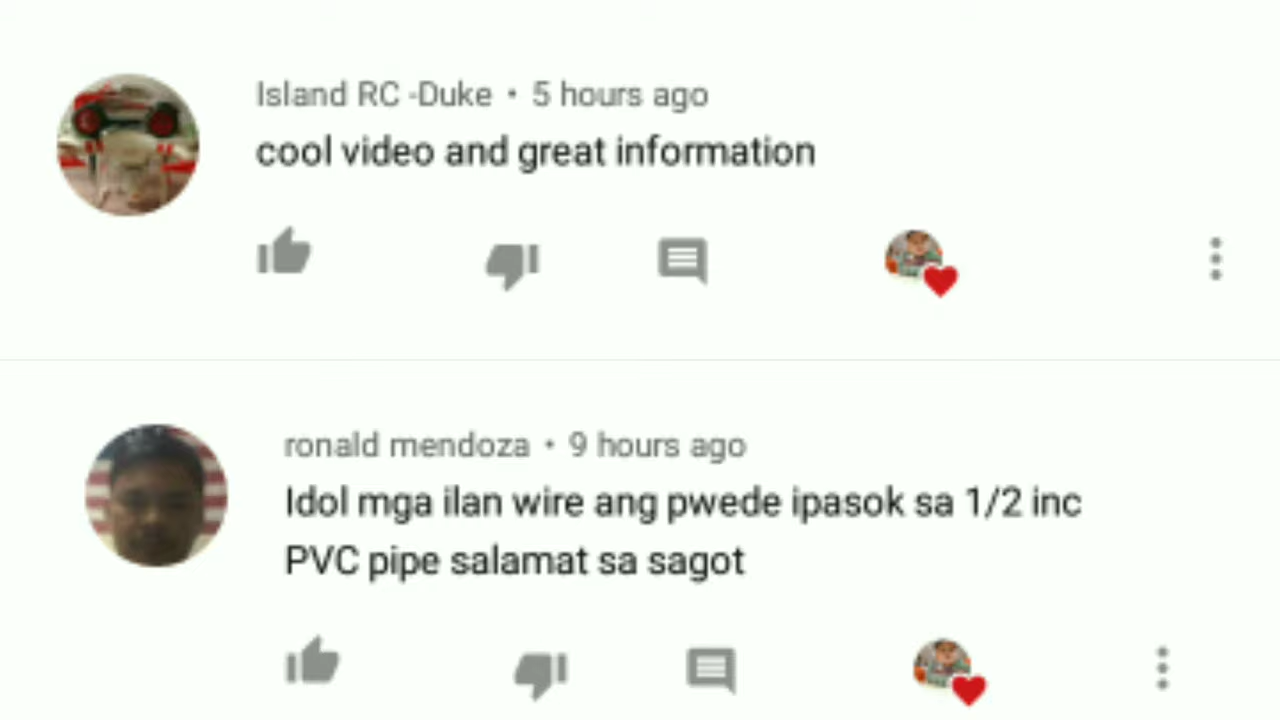 Island RC -Duke • 5 hours ago
cool video and great information
ronald mendoza • 9 hours ago
Idol mga ilan wire ang pwede ipasok sa 1/2 inc
PVC pipe salamat sa sagot